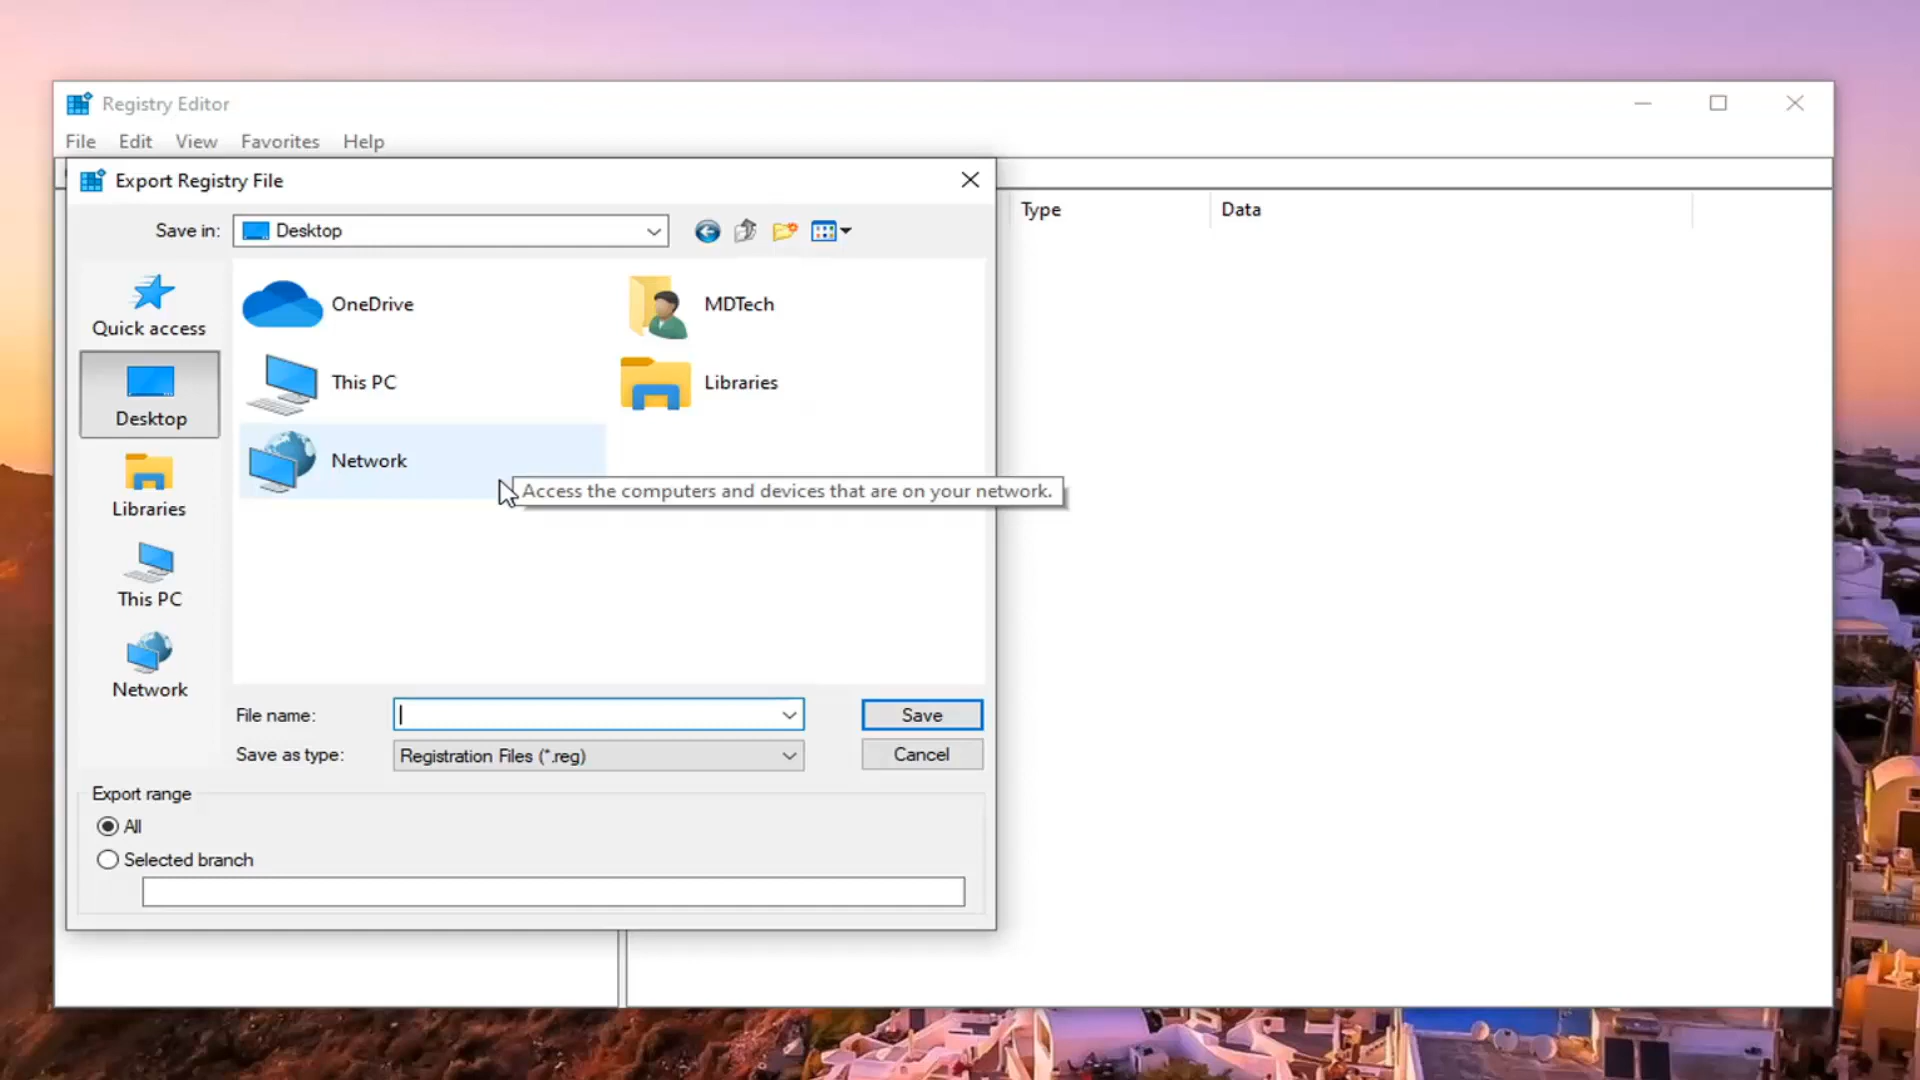 Registry Editor
File Edit View Favorites Help
Export Registry File
Type Data
Save in: Desktop
Quick access
Desktop
Libraries
This PC
Network
OneDrive MDTech
This PC Libraries
Network
Access the computers and devices that are on your network.
File name: Save
Save as type: Registration Files (*.reg) Cancel
Export range
All
Selected branch